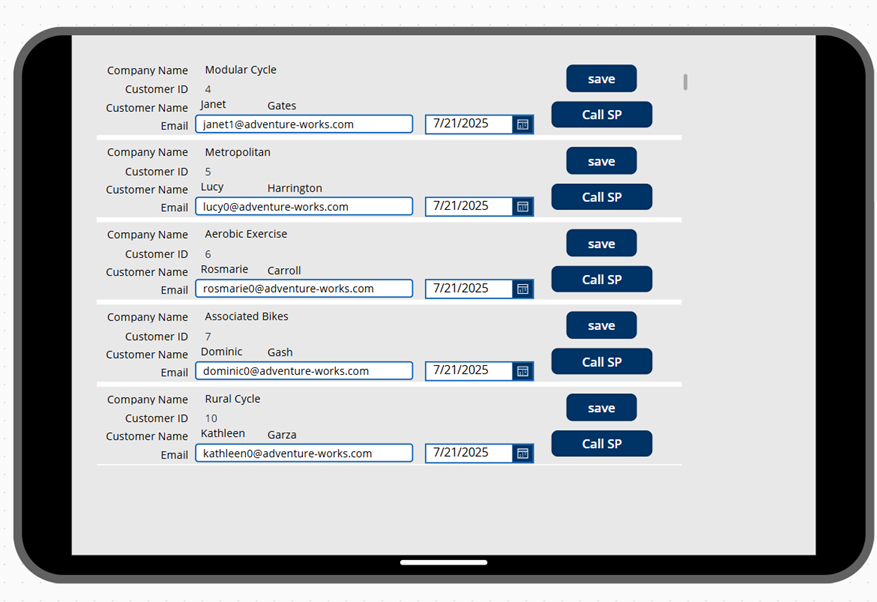 Company Name Modular Cycle save
Customer ID 4
Customer Name Janet Gates Call SP
Email janet1@adventure-works.com 7/21/2025
Company Name Metropolitan save
Customer ID 5
Customer Name Lucy Harrington Call SP
Email lucy0@adventure-works.com 7/21/2025
Company Name Aerobic Exercise save
Customer ID 6
Customer Name Rosmarie Carroll Call SP
Email rosmarie0@adventure-works.com 7/21/2025
Company Name Associated Bikes save
Customer ID 7
Customer Name Dominic Gash Call SP
Email dominic0@adventure-works.com 7/21/2025
Company Name Rural Cycle save
Customer ID 10
Customer Name Kathleen Garza Call SP
Email kathleen0@adventure-works.com 7/21/2025